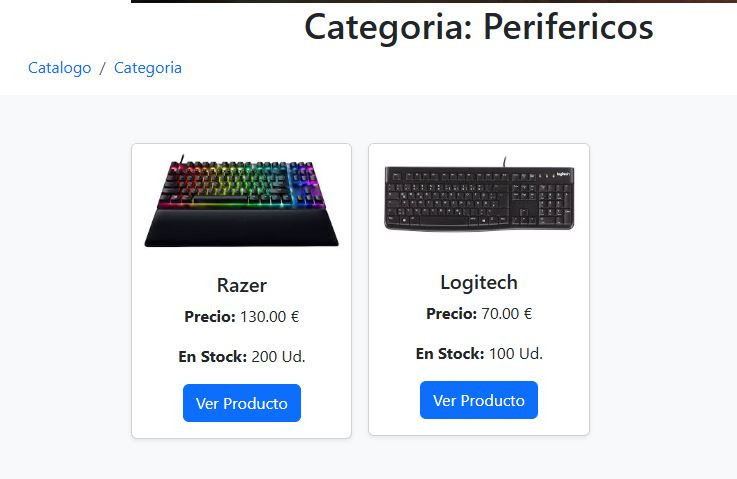 Categoria: Perifericos
Catalogo / Categoria
Razer
Precio: 130.00 €
En Stock: 200 Ud.
Ver Producto
logitech
Logitech
Precio: 70.00 €
En Stock: 100 Ud.
Ver Producto